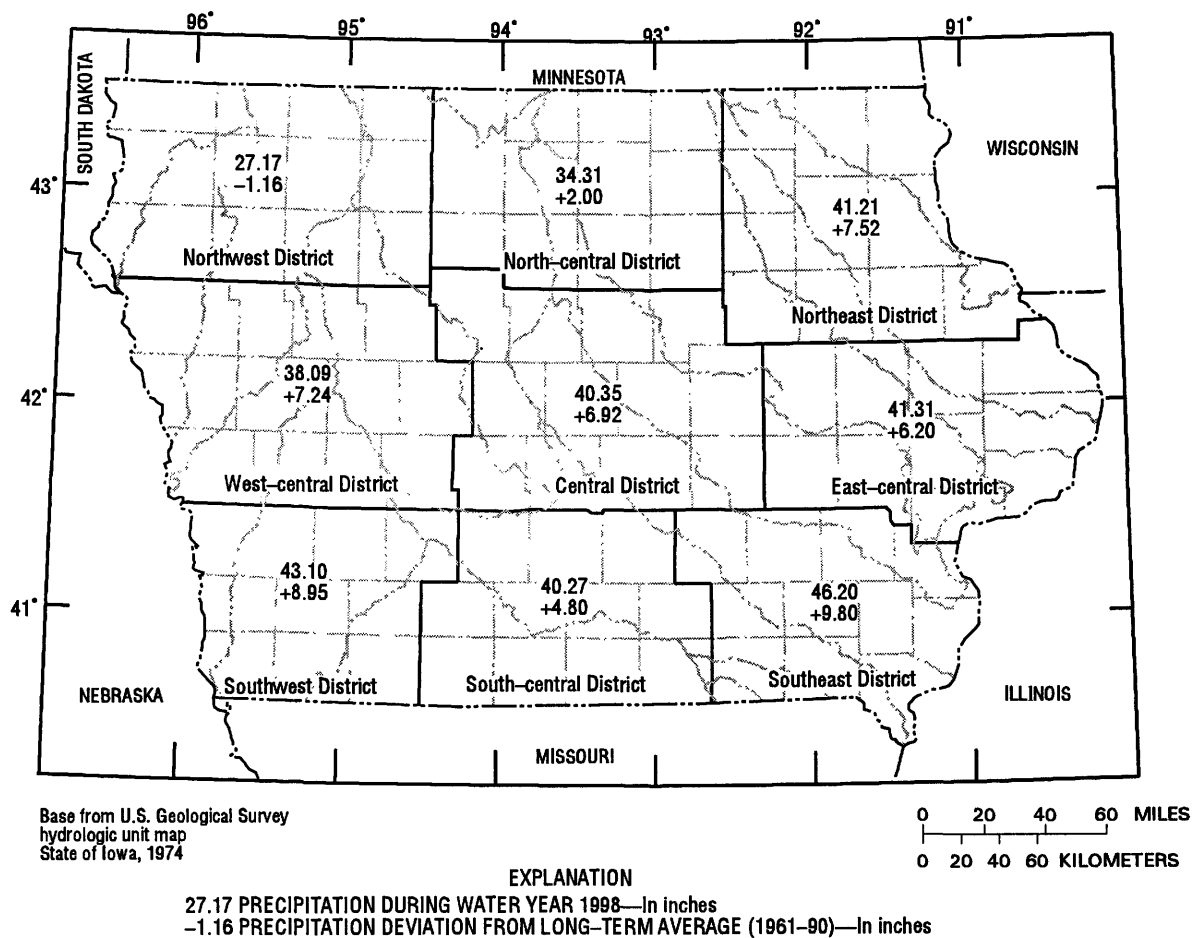 96°
95°
94°
93°
92°
91°
SOUTH DAKOTA
MINNESOTA
WISCONSIN
43°
27.17
–1.16
34.31
+2.00
41.21
+7.52
Northwest District
North–central District
Northeast District
42°
38.09
+7.24
40.35
+6.92
41.31
+6.20
West–central District
Central District
East–central District
41°
43.10
+8.95
40.27
+4.80
46.20
+9.80
Southwest District
South–central District
Southeast District
NEBRASKA
ILLINOIS
MISSOURI
Base from U.S. Geological Survey
hydrologic unit map
State of Iowa, 1974
0 20 40 60 MILES
0 20 40 60 KILOMETERS
EXPLANATION
27.17 PRECIPITATION DURING WATER YEAR 1998—In inches
–1.16 PRECIPITATION DEVIATION FROM LONG–TERM AVERAGE (1961–90)—In inches